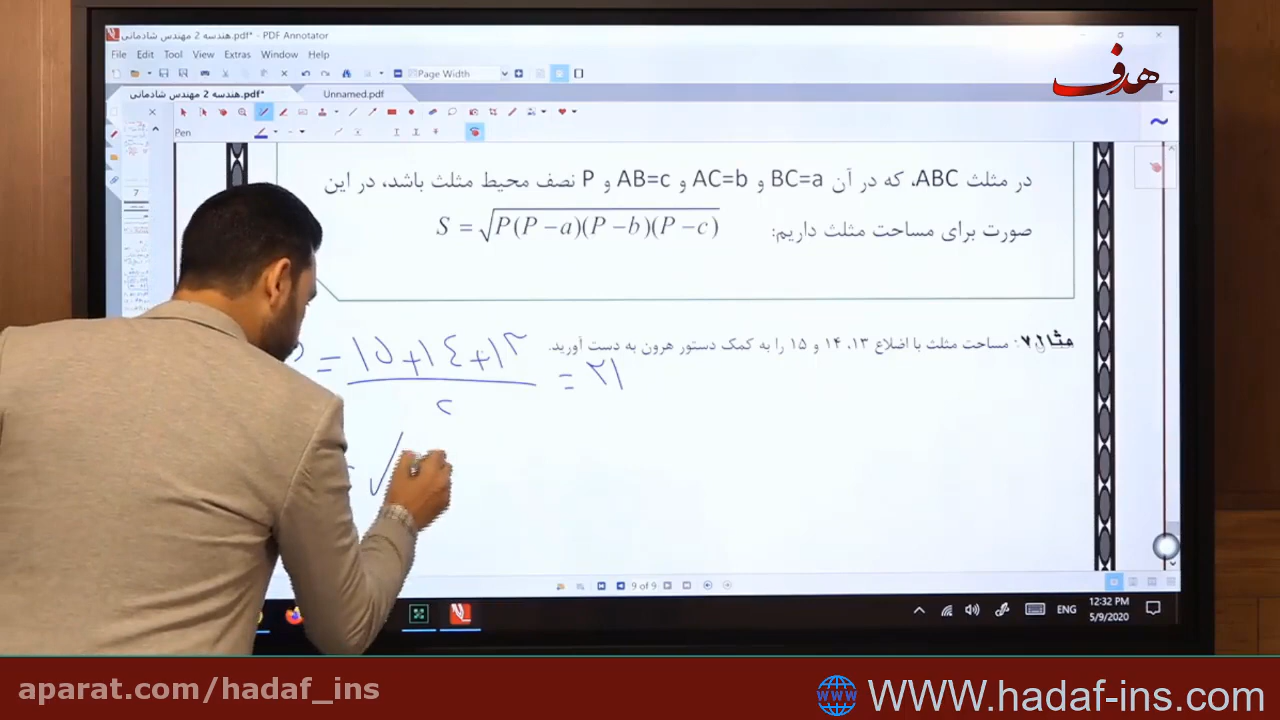 هندسه 2 مهندس شادمانی.pdf* - PDF Annotator
File Edit Tool View Extras Window Help
Page Width
هدف
هندسه 2 مهندس شادمانی.pdf*
Unnamed.pdf
Pen
7
در مثلث ABC، که در آن BC=a و AC=b و AB=c و P نصف محیط مثلث باشد، در این
صورت برای مساحت مثلث داریم: S = √P(P – a)(P – b)(P – c)
مثال ۷: مساحت مثلث با اضلاع ۱۳، ۱۴ و ۱۵ را به کمک دستور هرون به دست آورید.
= ۱۵+۱۴+۱۳
= ۲۱
۲
√
9 of 9
ENG
12:32 PM
5/9/2020
aparat.com/hadaf_ins
WWW.hadaf-ins.com